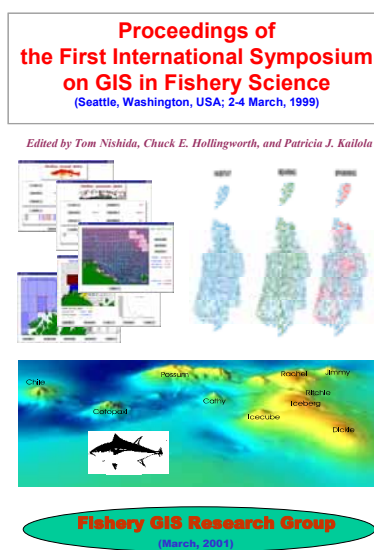 Proceedings of
the First International Symposium
on GIS in Fishery Science
(Seattle, Washington, USA; 2-4 March, 1999)
Edited by Tom Nishida, Chuck E. Hollingworth, and Patricia J. Kailola
Chile
Possum
Rachel
Jimmy
Cotopaxi
Cathy
Ritchie
Iceberg
Icecube
Dickie
Fishery GIS Research Group
(March, 2001)